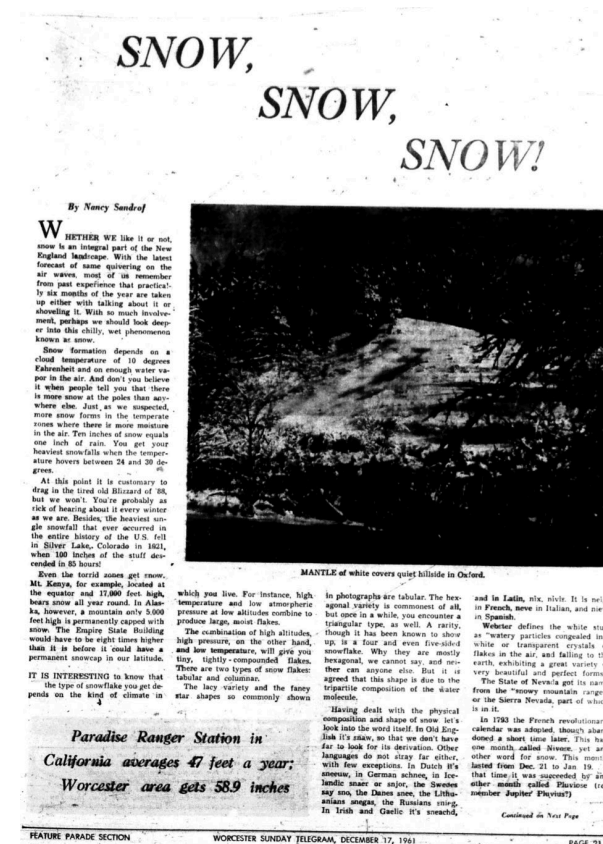 SNOW,
SNOW,
SNOW!
By Nancy Sandrof
WHETHER WE like it or not,
snow is an integral part of the New
England landscape. With the latest
forecast of same quivering on the
air waves, most of us remember
from past experience that practical-
ly six months of the year are taken
up either with talking about it or
shoveling it. With so much involve-
ment, perhaps we should look deep-
er into this chilly, wet phenomenon
known as snow.
Snow formation depends on a
cloud temperature of 10 degrees
Fahrenheit and on enough water va-
por in the air. And don't you believe
it when people tell you that there
is more snow at the poles than any-
where else. Just as we suspected,
more snow forms in the temperate
zones where there is more moisture
in the air. Ten inches of snow equals
one inch of rain. You get your
heaviest snowfalls when the temper-
ature hovers between 24 and 30 de-
grees.
At this point it is customary to
drag in the tired old Blizzard of '88,
but we won't. You're probably as
sick of hearing about it every winter
as we are. Besides, the heaviest sin-
gle snowfall that ever occurred in
the entire history of the U.S. fell
in Silver Lake, Colorado in 1921,
when 100 inches of the stuff des-
cended in 85 hours!
Even the torrid zones get snow.
Mt. Kenya, for example, located at
the equator and 17,000 feet high,
bears snow all year round. In Alas-
ka, however, a mountain only 5,000
feet high is permanently capped with
snow. The Empire State Building
would have to be eight times higher
than it is before it could have a
permanent snowcap in our latitude.
IT IS INTERESTING to know that
the type of snowflake you get de-
pends on the kind of climate in
MANTLE of white covers quiet hillside in Oxford.
which you live. For instance, high
temperature and low atmospheric
pressure at low altitudes combine to
produce large, moist flakes.
The combination of high altitudes,
high pressure, on the other hand,
and low temperature, will give you
tiny, tightly-compounded flakes.
There are two types of snow flakes:
tabular and columnar.
The lacy variety and the fancy
star shapes so commonly shown
in photographs are tabular. The hex-
agonal variety is commonest of all,
but once in a while, you encounter a
triangular type, as well. A rarity,
though it has been known to show
up, is a four and even five-sided
snowflake. Why they are mostly
hexagonal, we cannot say, and nei-
ther can anyone else. But it is
agreed that this shape is due to the
tripartite composition of the water
molecule.
Having dealt with the physical
composition and shape of snow let's
look into the word itself. In Old Eng-
lish it's snaw, so that we don't have
far to look for its derivation. Other
languages do not stray far either,
with few exceptions. In Dutch it's
sneeuw, in German schnee, in Ice-
landic snaer or snjor, the Swedes
say sno, the Danes snee, the Lithu-
anians snegas, the Russians snieg.
In Irish and Gaelic it's sneachd,
and in Latin, nix, nivis. It is nei
in French, neve in Italian, and nie
in Spanish.
Webster defines the white stu
as "watery particles congealed in
white or transparent crystals
flakes in the air, and falling to th
earth, exhibiting a great variety
very beautiful and perfect forms
The State of Nevada got its nam
from the "snowy mountain range
or the Sierra Nevada, part of whic
is in it.
In 1793 the French revolutionar
calendar was adopted, though aban
doned a short time later. This ha
one month called Nivose, yet an
other word for snow. This mont
lasted from Dec. 21 to Jan 19.
that time it was succeeded by an
other month called Pluviose (re
member Jupiter Pluvius?)
Continued on Next Page
Paradise Ranger Station in
California averages 47 feet a year;
Worcester area gets 58.9 inches
FEATURE PARADE SECTION
WORCESTER SUNDAY TELEGRAM, DECEMBER 17, 1961
PAGE 21